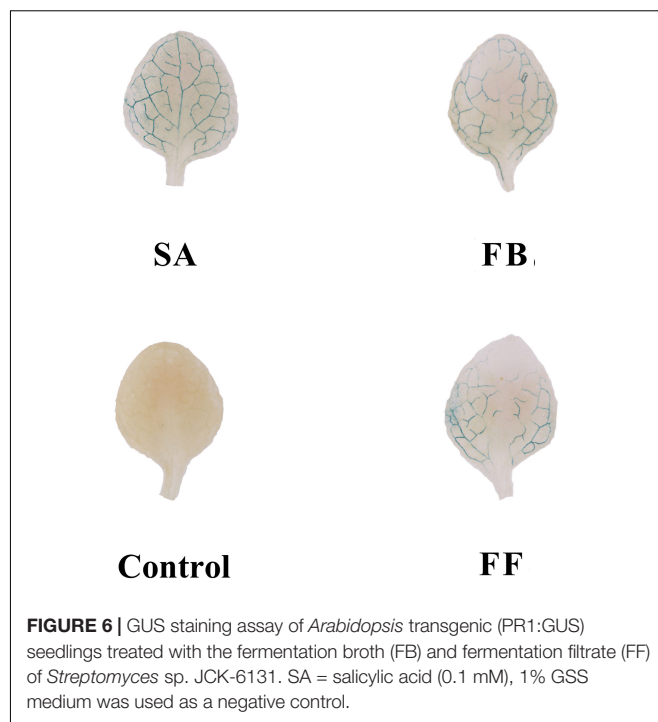 SA
FB
Control
FF
FIGURE 6 | GUS staining assay of Arabidopsis transgenic (PR1:GUS)
seedlings treated with the fermentation broth (FB) and fermentation filtrate (FF)
of Streptomyces sp. JCK-6131. SA = salicylic acid (0.1 mM), 1% GSS
medium was used as a negative control.